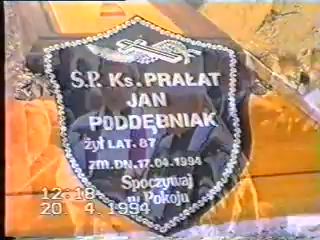 Ś.P. Ks. PRAŁAT
JAN
PODDĘBNIAK
żył LAT. 87
zm. DN. 17.04.1994
Spoczywaj
w Pokoju
12:18
20. 4.1994